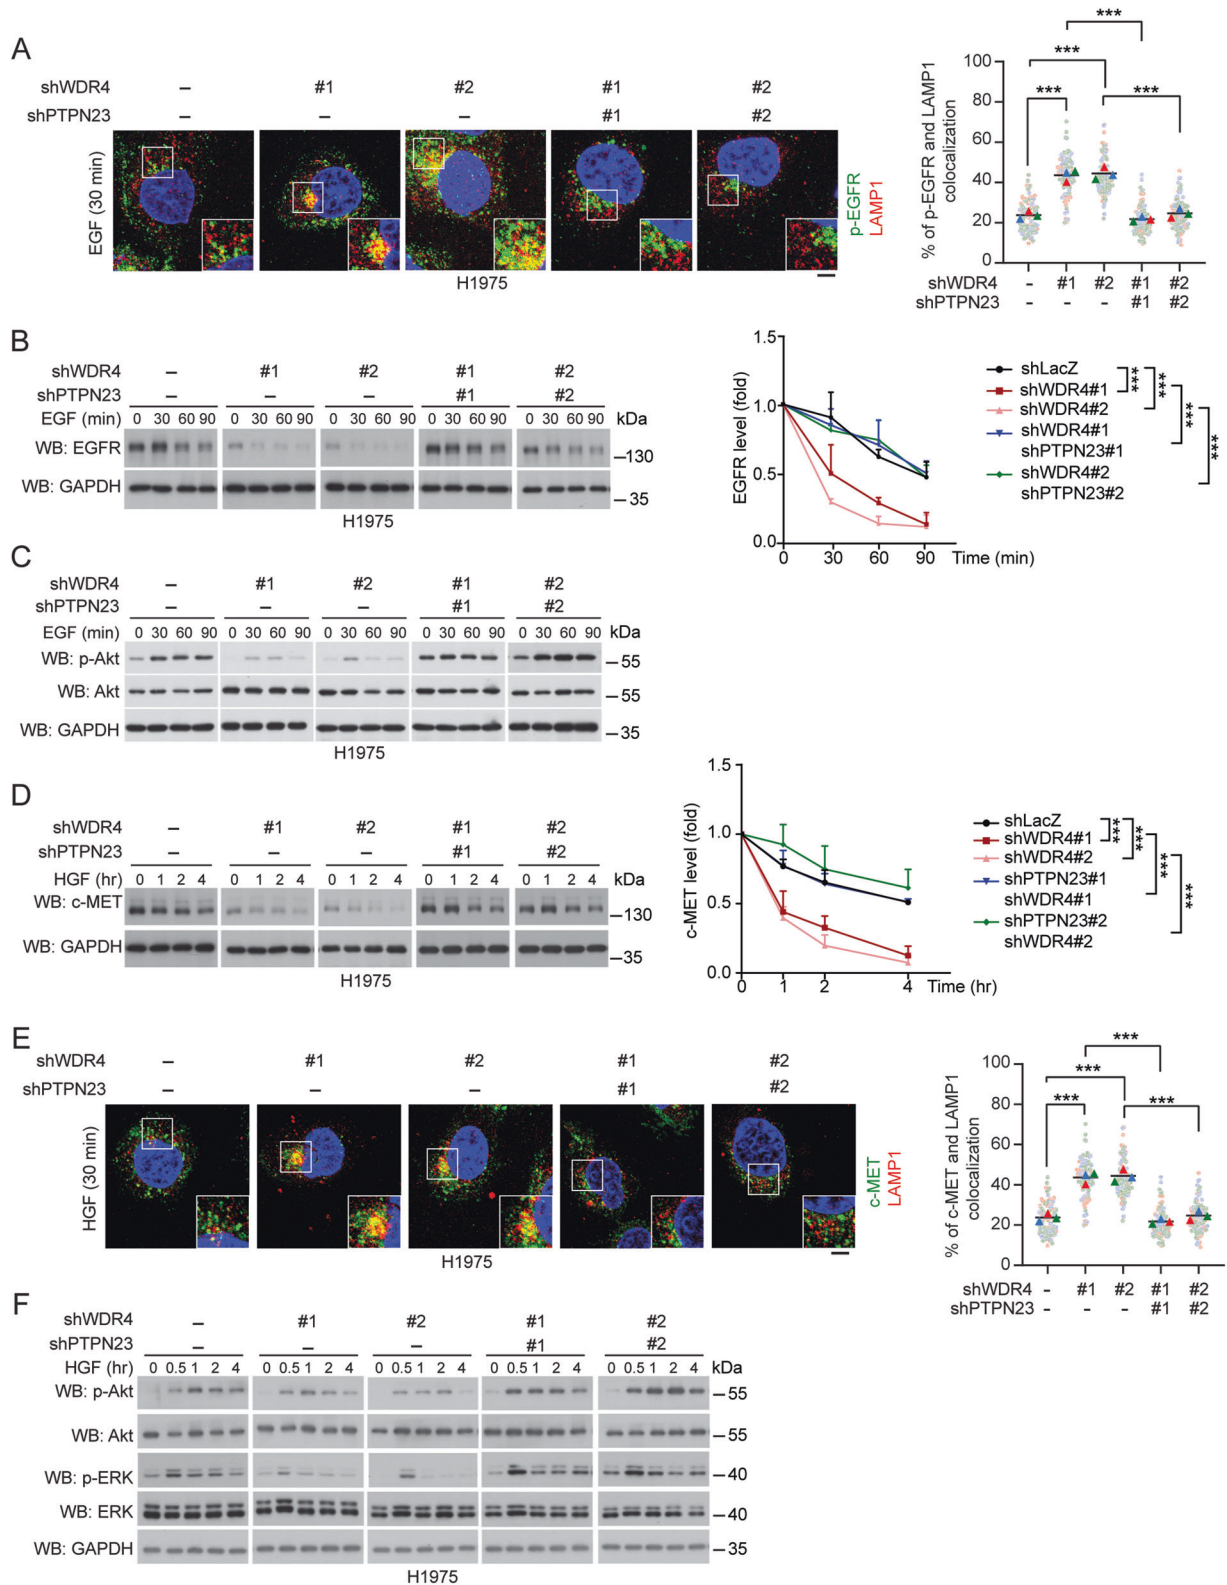 A
shWDR4 – #1 #2 #1 #2
shPTPN23 – – – #1 #2
EGF (30 min)
p-EGFR
LAMP1
H1975
% of p-EGFR and LAMP1
colocalization
100
80
60
40
20
0
*** *** *** ***
shWDR4 - #1 #2 #1 #2
shPTPN23 - - - #1 #2
B
shWDR4 – #1 #2 #1 #2
shPTPN23 – – – #1 #2
EGF (min) 0 30 60 90 0 30 60 90 0 30 60 90 0 30 60 90 0 30 60 90 kDa
WB: EGFR –130
WB: GAPDH –35
H1975
EGFR level (fold)
1.5
1.0
0.5
0.0
0 30 60 90 Time (min)
shLacZ
shWDR4#1
shWDR4#2
shWDR4#1
shPTPN23#1
shWDR4#2
shPTPN23#2
*** *** *** ***
C
shWDR4 – #1 #2 #1 #2
shPTPN23 – – – #1 #2
EGF (min) 0 30 60 90 0 30 60 90 0 30 60 90 0 30 60 90 0 30 60 90 kDa
WB: p-Akt –55
WB: Akt –55
WB: GAPDH –35
H1975
D
shWDR4 – #1 #2 #1 #2
shPTPN23 – – – #1 #2
HGF (hr) 0 1 2 4 0 1 2 4 0 1 2 4 0 1 2 4 0 1 2 4 kDa
WB: c-MET –130
WB: GAPDH –35
H1975
c-MET level (fold)
1.5
1.0
0.5
0.0
0 1 2 4 Time (hr)
shLacZ
shWDR4#1
shWDR4#2
shPTPN23#1
shWDR4#1
shPTPN23#2
shWDR4#2
*** *** *** ***
E
shWDR4 – #1 #2 #1 #2
shPTPN23 – – – #1 #2
HGF (30 min)
c-MET
LAMP1
H1975
% of c-MET and LAMP1
colocalization
100
80
60
40
20
0
*** *** *** ***
shWDR4 - #1 #2 #1 #2
shPTPN23 - - - #1 #2
F
shWDR4 – #1 #2 #1 #2
shPTPN23 – – – #1 #2
HGF (hr) 0 0.5 1 2 4 0 0.5 1 2 4 0 0.5 1 2 4 0 0.5 1 2 4 0 0.5 1 2 4 kDa
WB: p-Akt –55
WB: Akt –55
WB: p-ERK –40
WB: ERK –40
WB: GAPDH –35
H1975